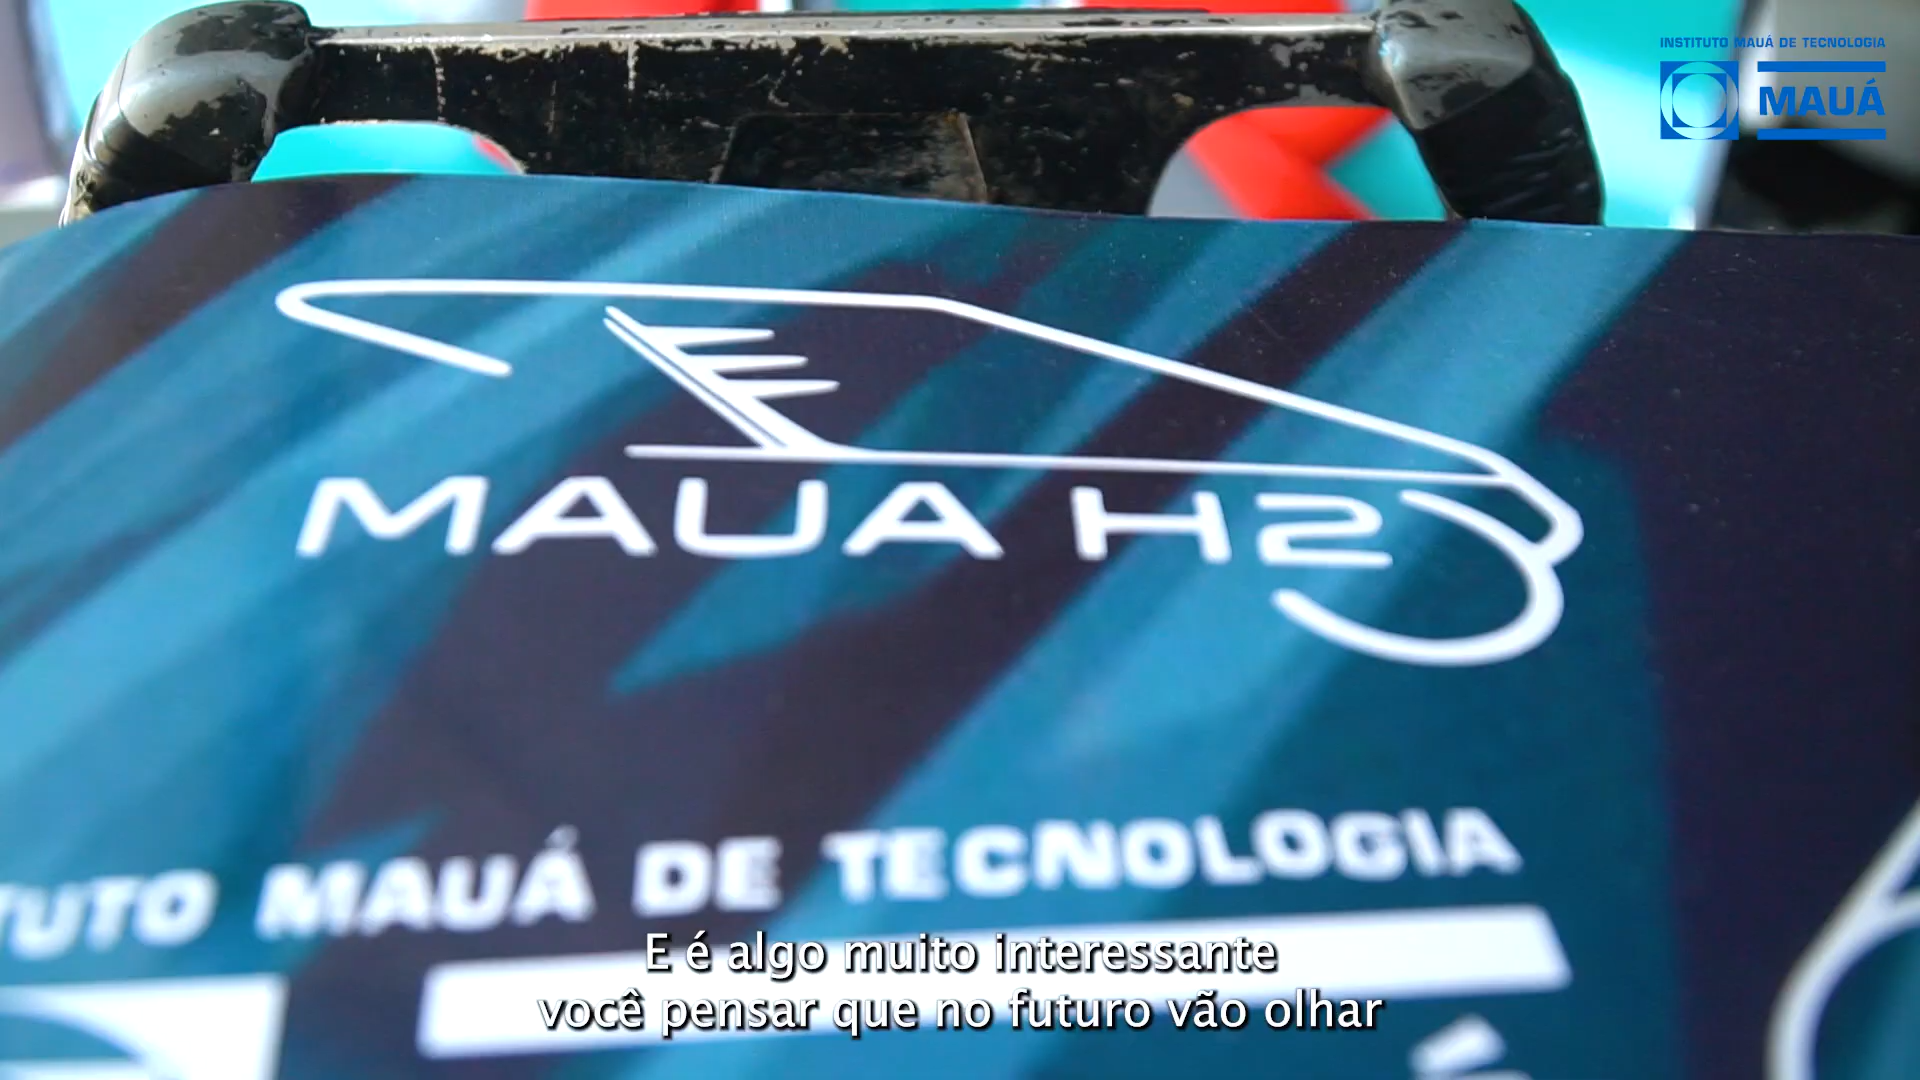 INSTITUTO MAUÁ DE TECNOLOGIA
MAUÁ
MAUA H2
MAUÁ DE TECNOLOGIA
E é algo muito interessante
você pensar que no futuro vão olhar